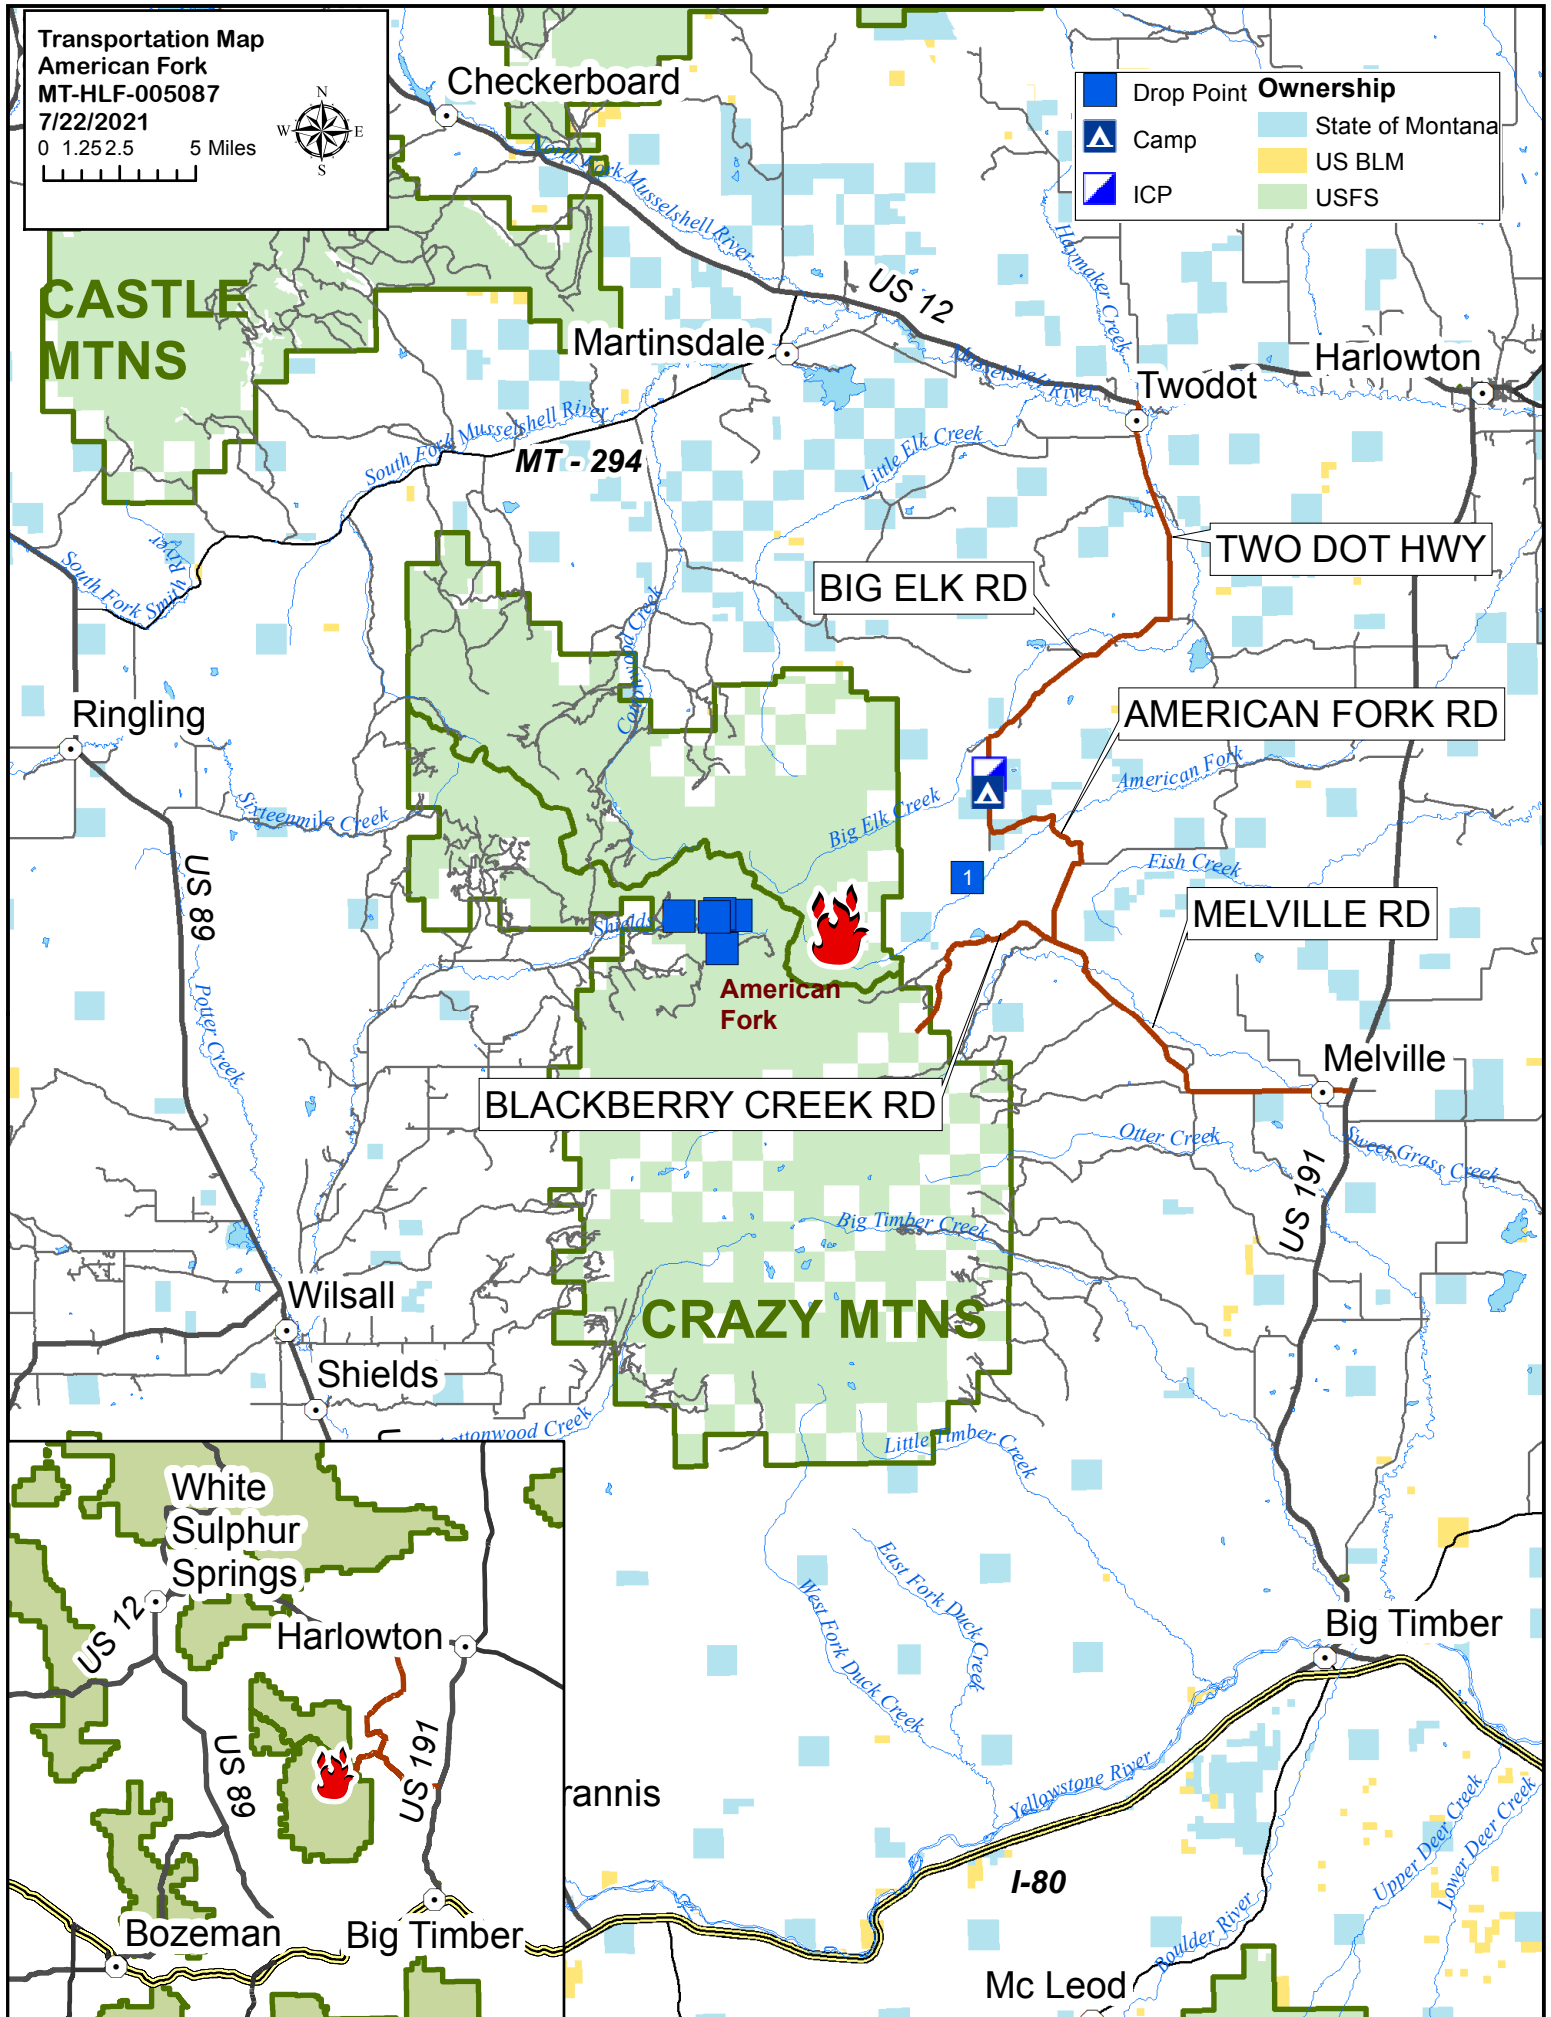 Transportation Map
American Fork
MT-HLF-005087
7/22/2021
0 1.25 2.5 5 Miles
N
W
E
S
Drop Point
Camp
ICP
Ownership
State of Montana
US BLM
USFS
Checkerboard
North Fork Musselshell River
CASTLE
MTNS
US 12
Haymaker Creek
Martinsdale
Musselshell River
Twodot
Harlowton
South Fork Musselshell River
MT - 294
Little Elk Creek
TWO DOT HWY
South Fork Smith River
BIG ELK RD
Cottonwood Creek
Ringling
AMERICAN FORK RD
American Fork
Sixteenmile Creek
Big Elk Creek
Fish Creek
US 89
1
MELVILLE RD
Shields
American
Fork
Potter Creek
Melville
BLACKBERRY CREEK RD
Otter Creek
Sweet Grass Creek
US 191
Big Timber Creek
Wilsall
CRAZY MTNS
Shields
U
ottonwood Creek
Little Timber Creek
White
Sulphur
Springs
US 12
Harlowton
US 89
US 191
Bozeman
Big Timber
East Fork Duck Creek
West Fork Duck Creek
Big Timber
rannis
Yellowstone River
I-80
Upper Deer Creek
Lower Deer Creek
Boulder River
Mc Leod